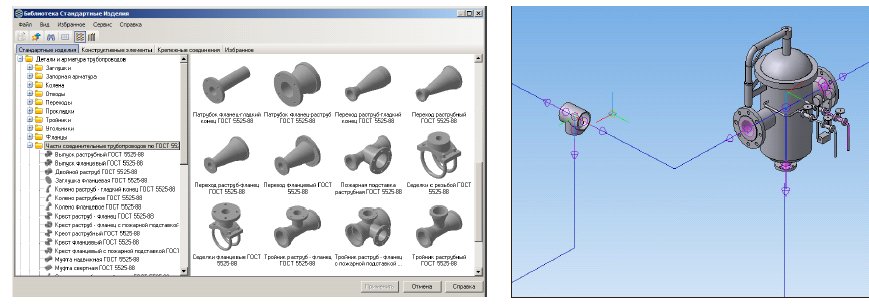 Библиотека Стандартные Изделия
Файл Вид Избранное Сервис Справка
Стандартные изделия Конструктивные элементы Крепежные соединения Избранное
Детали и арматура трубопроводов
Заглушки
Запорная арматура
Колена
Отводы
Переходы
Прокладки
Тройники
Угольники
Фланцы
Части соединительные трубопроводов по ГОСТ 552
Выпуск раструбный ГОСТ 5525-88
Выпуск фланцевый ГОСТ 5525-88
Двойной раструб ГОСТ 5525-88
Заглушка фланцевая ГОСТ 5525-88
Колено раструб - гладкий конец ГОСТ 5525-88
Колено раструбное ГОСТ 5525-88
Колено фланцевое ГОСТ 5525-88
Крест раструб - фланец ГОСТ 5525-88
Крест раструб - фланец с пожарной подставкой
Крест раструбный ГОСТ 5525-88
Крест фланцевый ГОСТ 5525-88
Крест фланцевый с пожарной подставкой ГОСТ
Муфта надвижная ГОСТ 5525-88
Муфта свертная ГОСТ 5525-88
Патрубок фланец-гладкий
конец ГОСТ 5525-88
Патрубок фланец-раструб
ГОСТ 5525-88
Переход раструб-гладкий
конец ГОСТ 5525-88
Переход раструбный
ГОСТ 5525-88
Переход раструб-фланец
ГОСТ 5525-88
Переход фланцевый ГОСТ
5525-88
Пожарная подставка
раструбная ГОСТ 5525-88
Седелки с резьбой ГОСТ
5525-88
Седелки фланцевые ГОСТ
5525-88
Тройник раструб - фланец
ГОСТ 5525-88
Тройник раструб - фланец
с пожарной подставкой ...
Тройник раструбный
ГОСТ 5525-88
Применить Отмена Справка